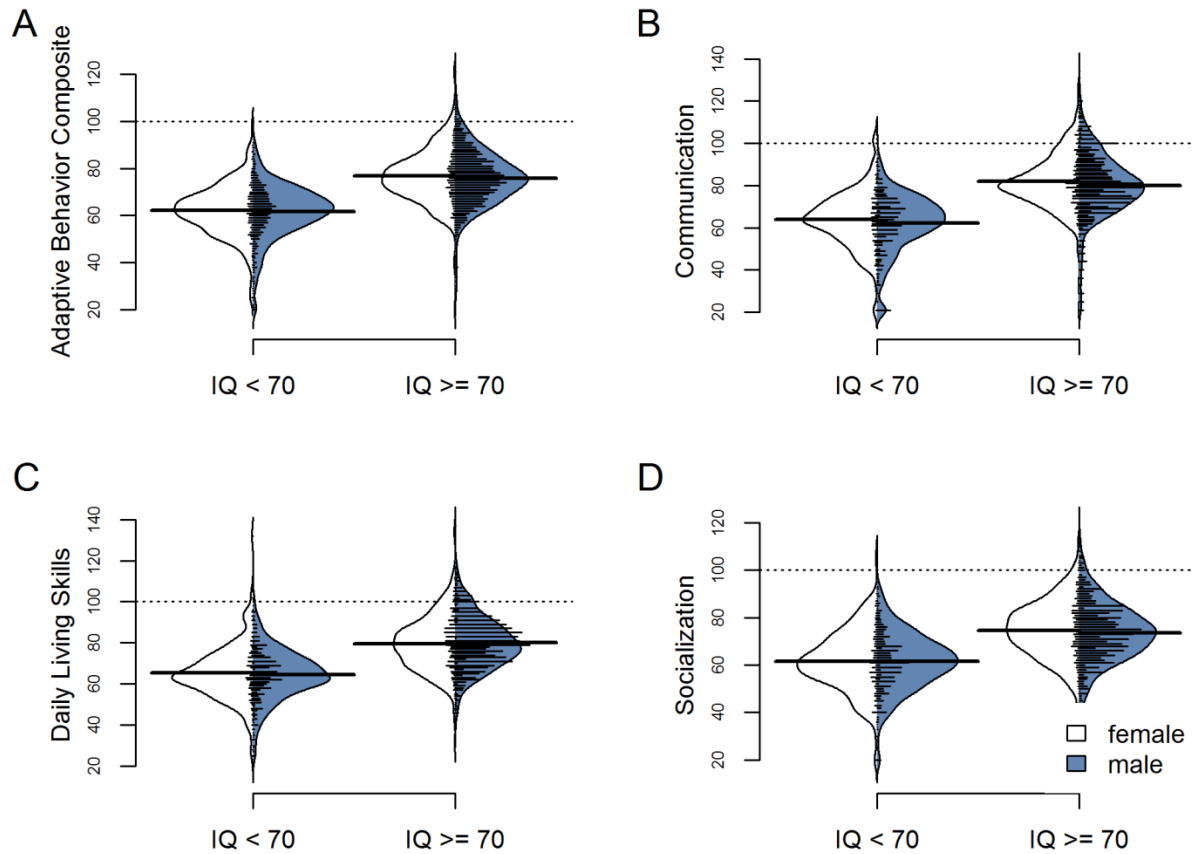 A
Adaptive Behavior Composite
120
100
80
60
40
20
IQ < 70
IQ >= 70
B
Communication
140
120
100
80
60
40
20
IQ < 70
IQ >= 70
C
Daily Living Skills
140
120
100
80
60
40
20
IQ < 70
IQ >= 70
D
Socialization
120
100
80
60
40
20
female
male
IQ < 70
IQ >= 70